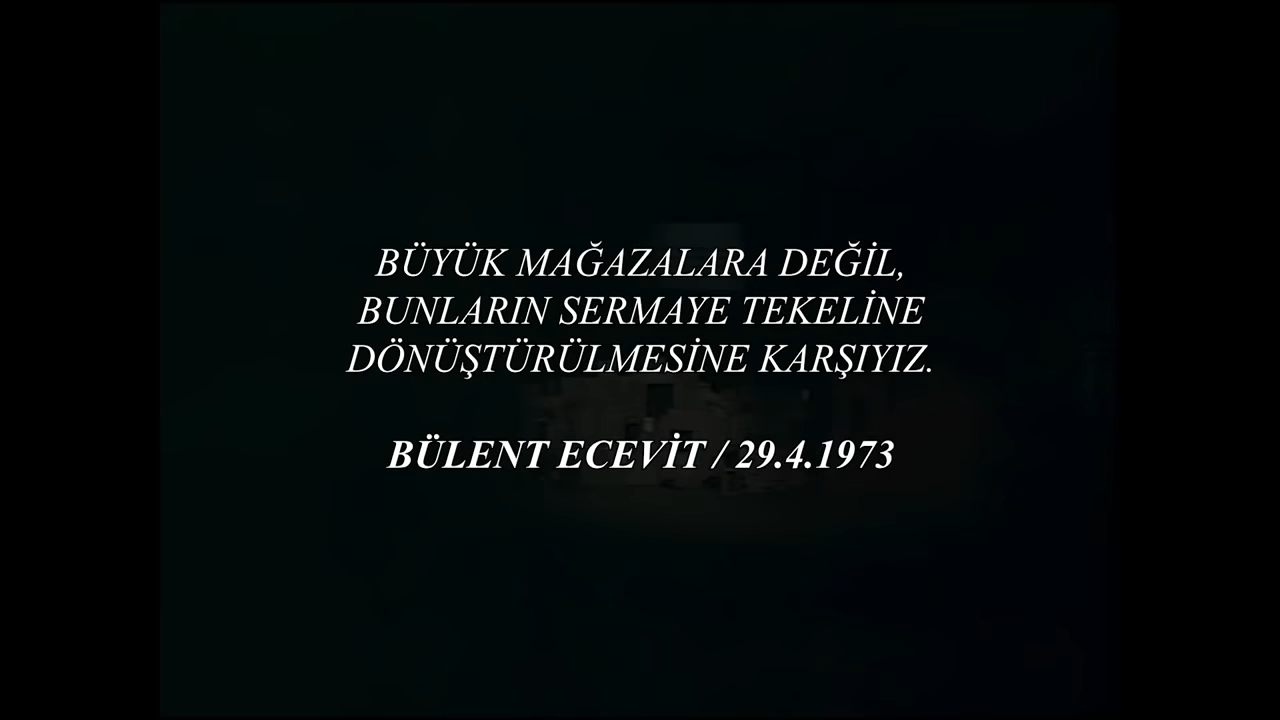 BÜYÜK MAĞAZALARA DEĞİL,
BUNLARIN SERMAYE TEKELİNE
DÖNÜŞTÜRÜLMESİNE KARŞIYIZ.
BÜLENT ECEVİT / 29.4.1973